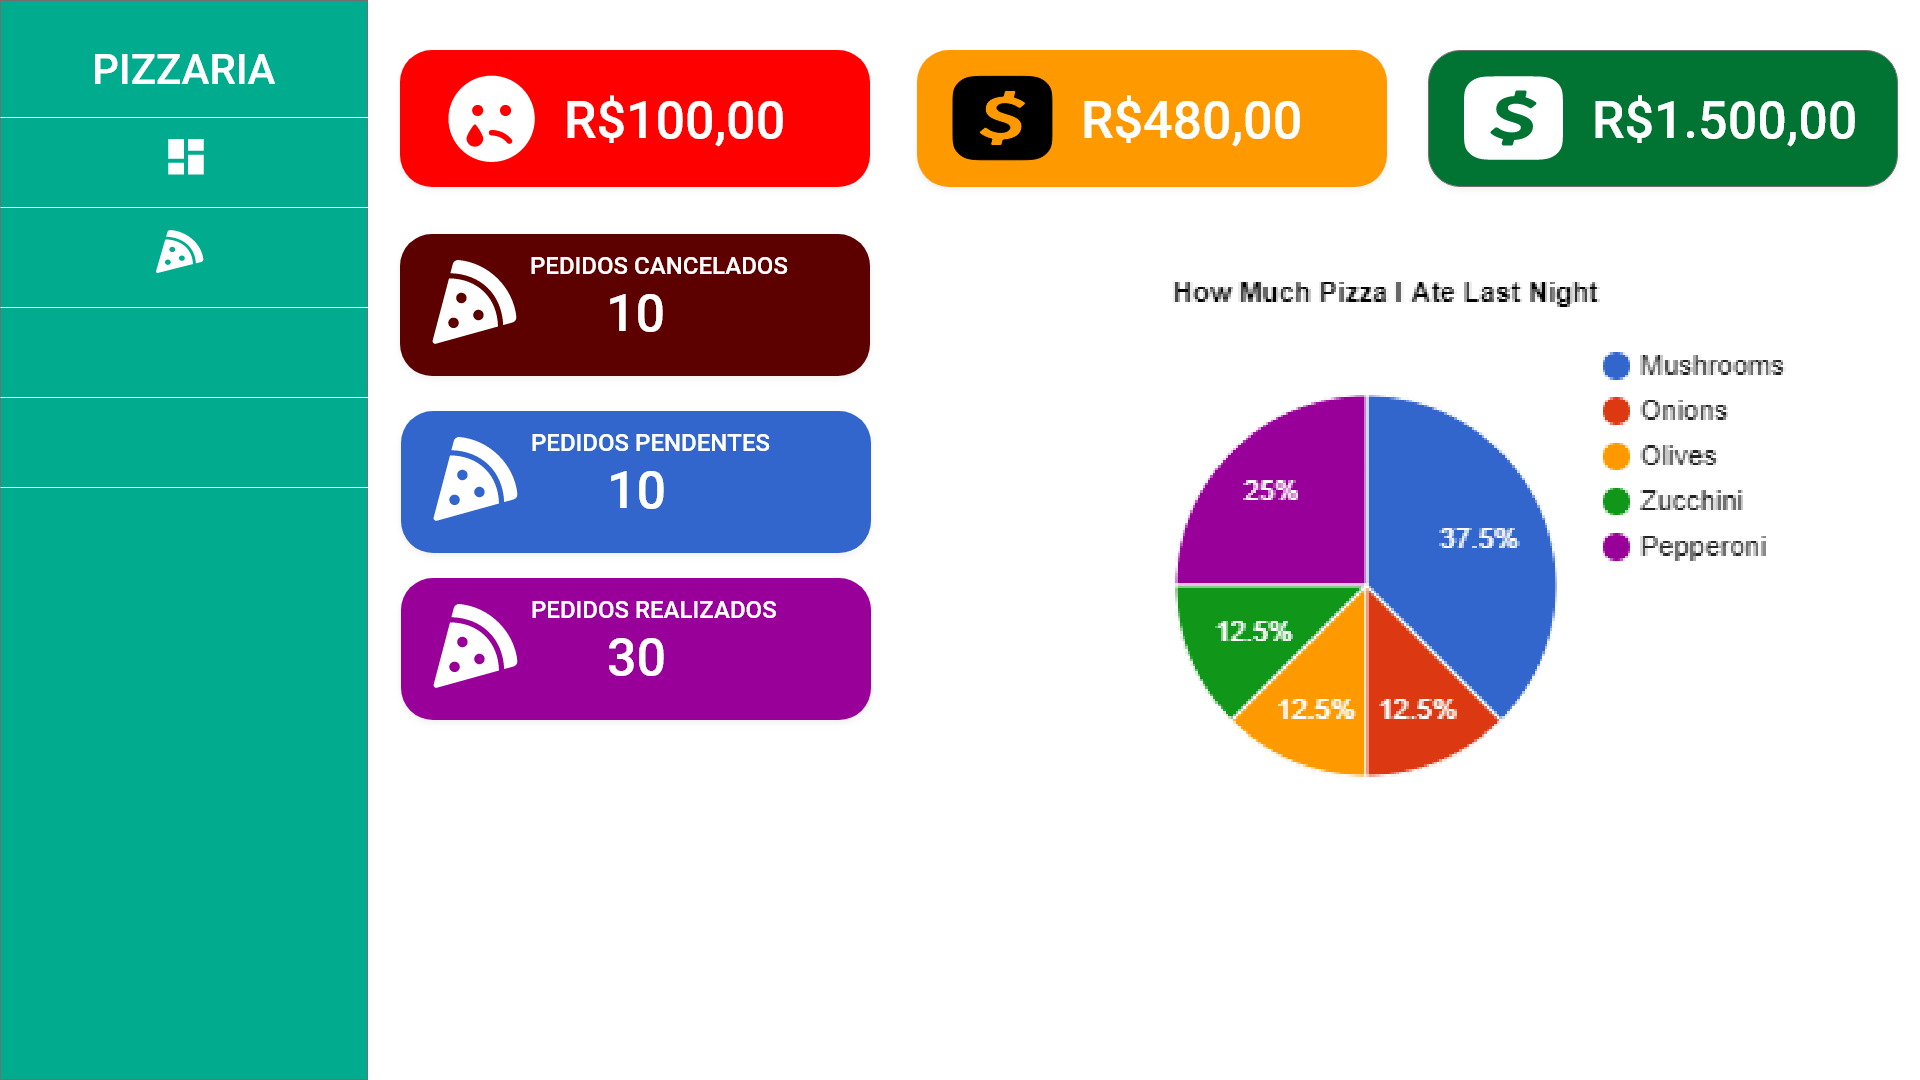 PIZZARIA
R$100,00
R$480,00
R$1.500,00
PEDIDOS CANCELADOS
10
PEDIDOS PENDENTES
10
PEDIDOS REALIZADOS
30
How Much Pizza I Ate Last Night
Mushrooms
Onions
Olives
Zucchini
Pepperoni
25%
37.5%
12.5%
12.5%
12.5%